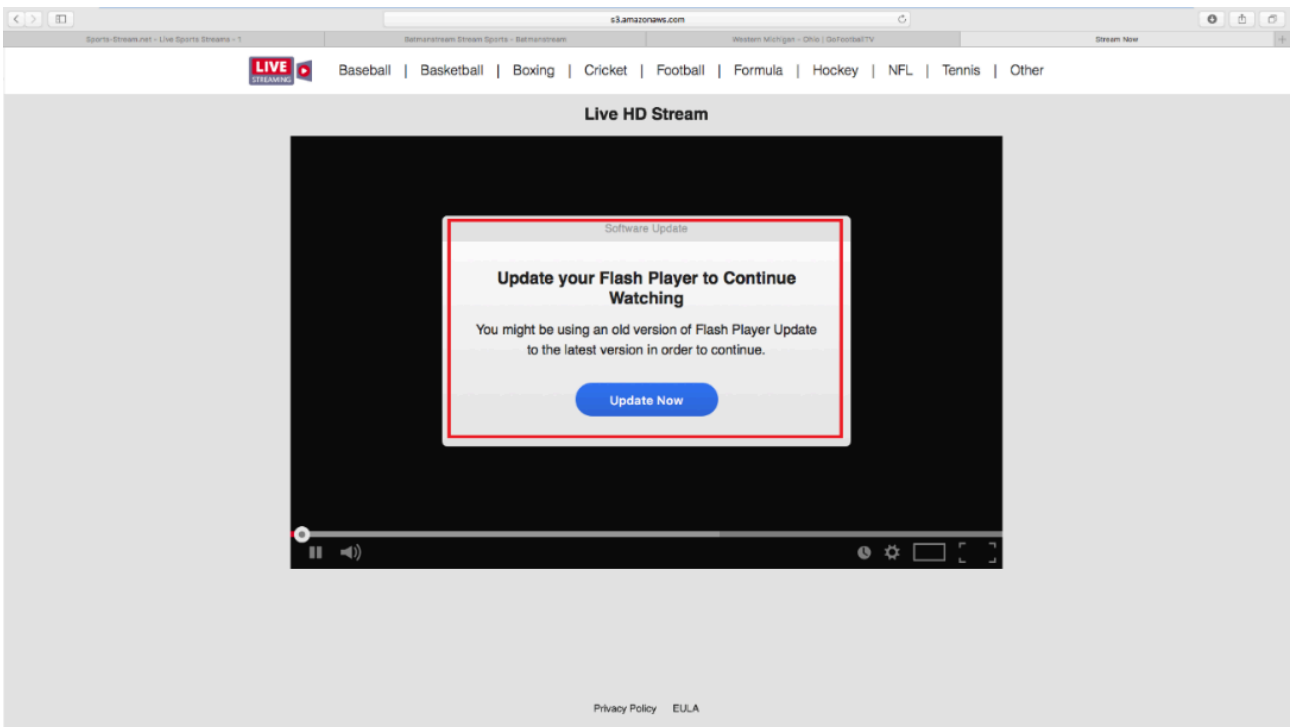 s3.amazonaws.com
Sports-Stream.net - Live Sports Streams - 1
Batmanstream Stream Sports - Batmanstream
Western Michigan - Ohio | GoFootballTV
Stream Now
LIVE
STREAMING
Baseball | Basketball | Boxing | Cricket | Football | Formula | Hockey | NFL | Tennis | Other
Live HD Stream
Software Update
Update your Flash Player to Continue
Watching
You might be using an old version of Flash Player Update
to the latest version in order to continue.
Update Now
Privacy Policy EULA